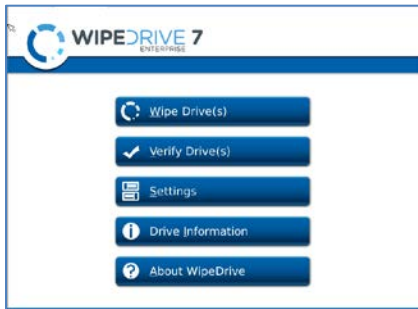 WIPEDRIVE 7
ENTERPRISE
Wipe Drive(s)
Verify Drive(s)
Settings
Drive Information
About WipeDrive